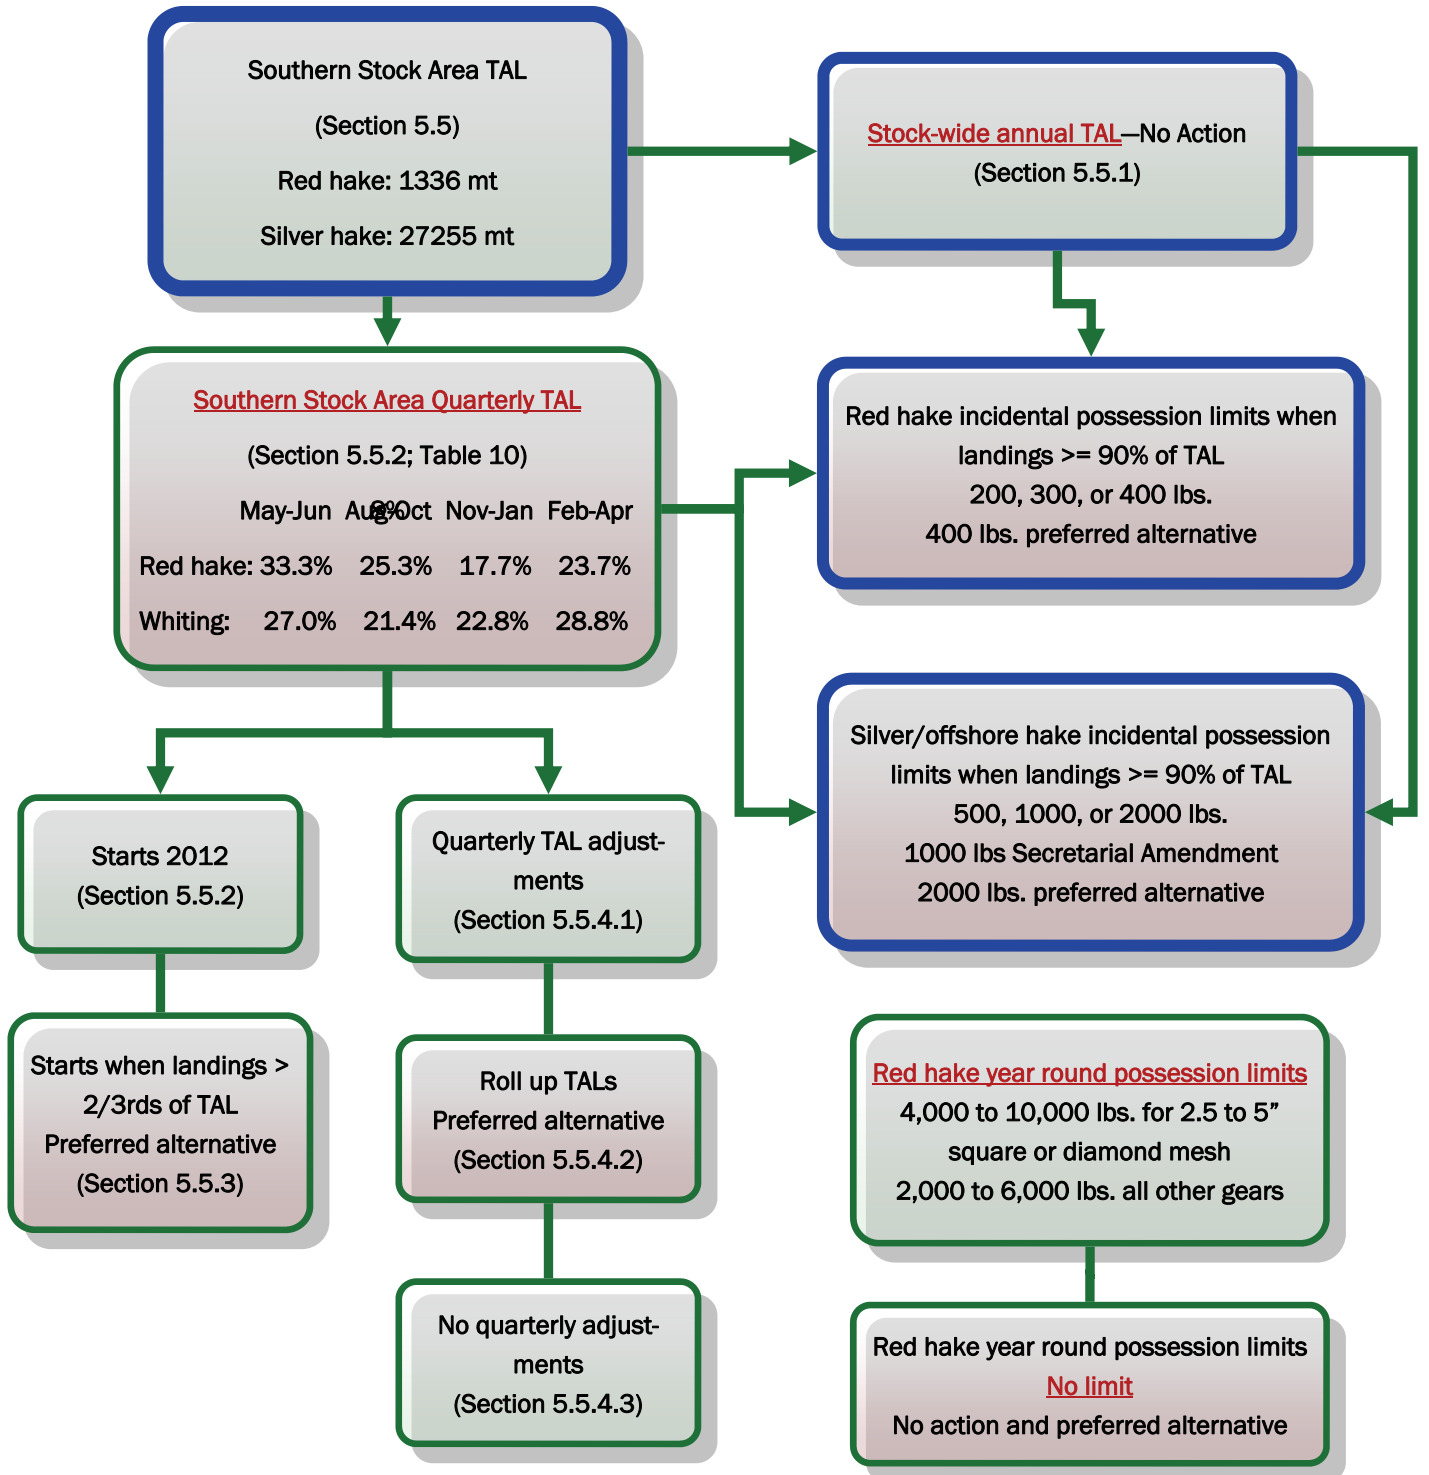 Southern Stock Area TAL
(Section 5.5)
Red hake: 1336 mt
Silver hake: 27255 mt
Stock-wide annual TAL—No Action
(Section 5.5.1)
Southern Stock Area Quarterly TAL
(Section 5.5.2; Table 10)
May-Jun Aug-Oct Nov-Jan Feb-Apr
Red hake: 33.3% 25.3% 17.7% 23.7%
Whiting: 27.0% 21.4% 22.8% 28.8%
Red hake incidental possession limits when
landings >= 90% of TAL
200, 300, or 400 lbs.
400 lbs. preferred alternative
Silver/offshore hake incidental possession
limits when landings >= 90% of TAL
500, 1000, or 2000 lbs.
1000 lbs Secretarial Amendment
2000 lbs. preferred alternative
Starts 2012
(Section 5.5.2)
Starts when landings >
2/3rds of TAL
Preferred alternative
(Section 5.5.3)
Quarterly TAL adjust-
ments
(Section 5.5.4.1)
Roll up TALs
Preferred alternative
(Section 5.5.4.2)
No quarterly adjust-
ments
(Section 5.5.4.3)
Red hake year round possession limits
4,000 to 10,000 lbs. for 2.5 to 5”
square or diamond mesh
2,000 to 6,000 lbs. all other gears
Red hake year round possession limits
No limit
No action and preferred alternative